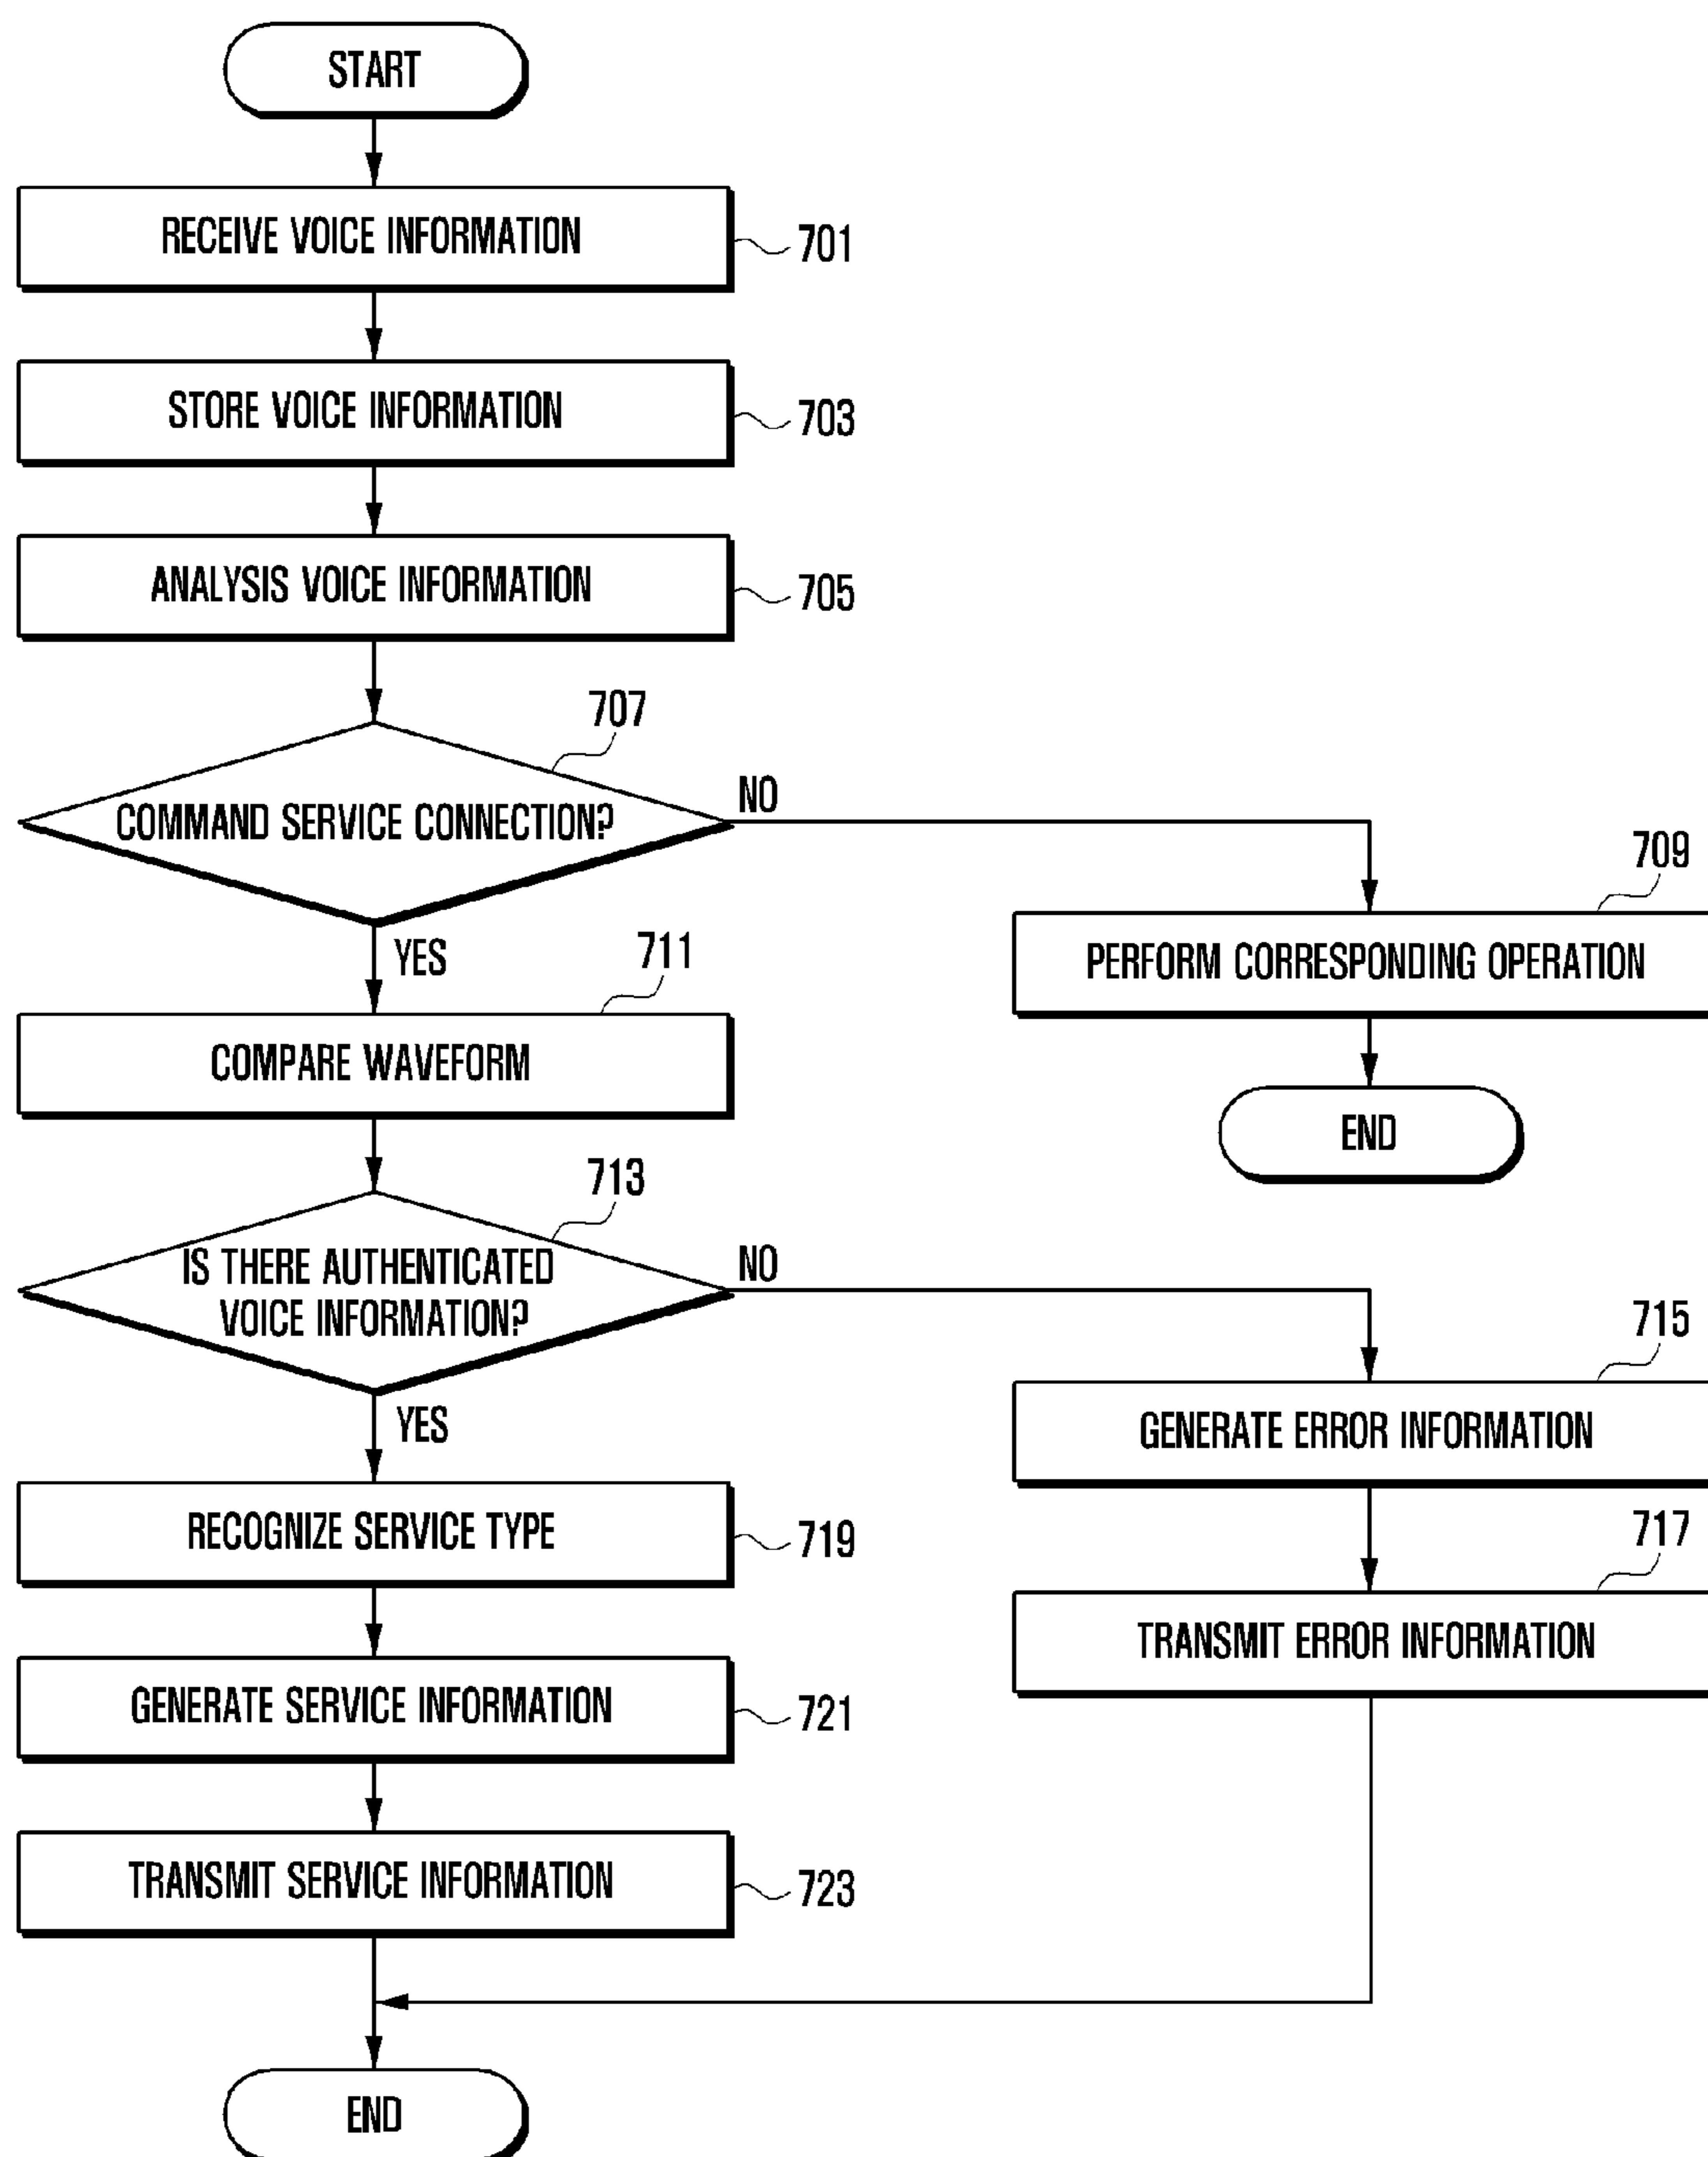 START
RECEIVE VOICE INFORMATION
701
STORE VOICE INFORMATION
703
ANALYSIS VOICE INFORMATION
705
707
COMMAND SERVICE CONNECTION?
NO
709
PERFORM CORRESPONDING OPERATION
END
YES
711
COMPARE WAVEFORM
713
IS THERE AUTHENTICATED
VOICE INFORMATION?
NO
715
GENERATE ERROR INFORMATION
717
TRANSMIT ERROR INFORMATION
YES
RECOGNIZE SERVICE TYPE
719
GENERATE SERVICE INFORMATION
721
TRANSMIT SERVICE INFORMATION
723
END